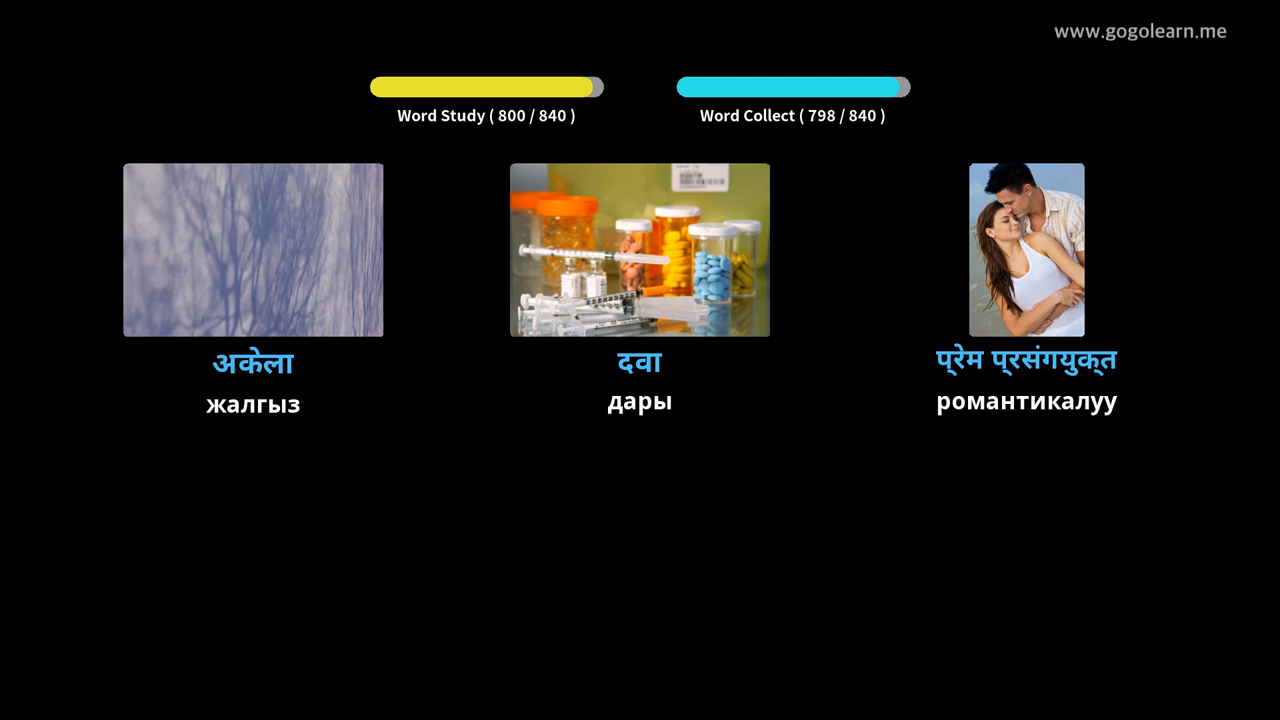 www.gogolearn.me
Word Study ( 800 / 840 )
Word Collect ( 798 / 840 )
अकेला
दवा
प्रेम प्रसंगयुक्त
жалгыз
дары
романтикалуу